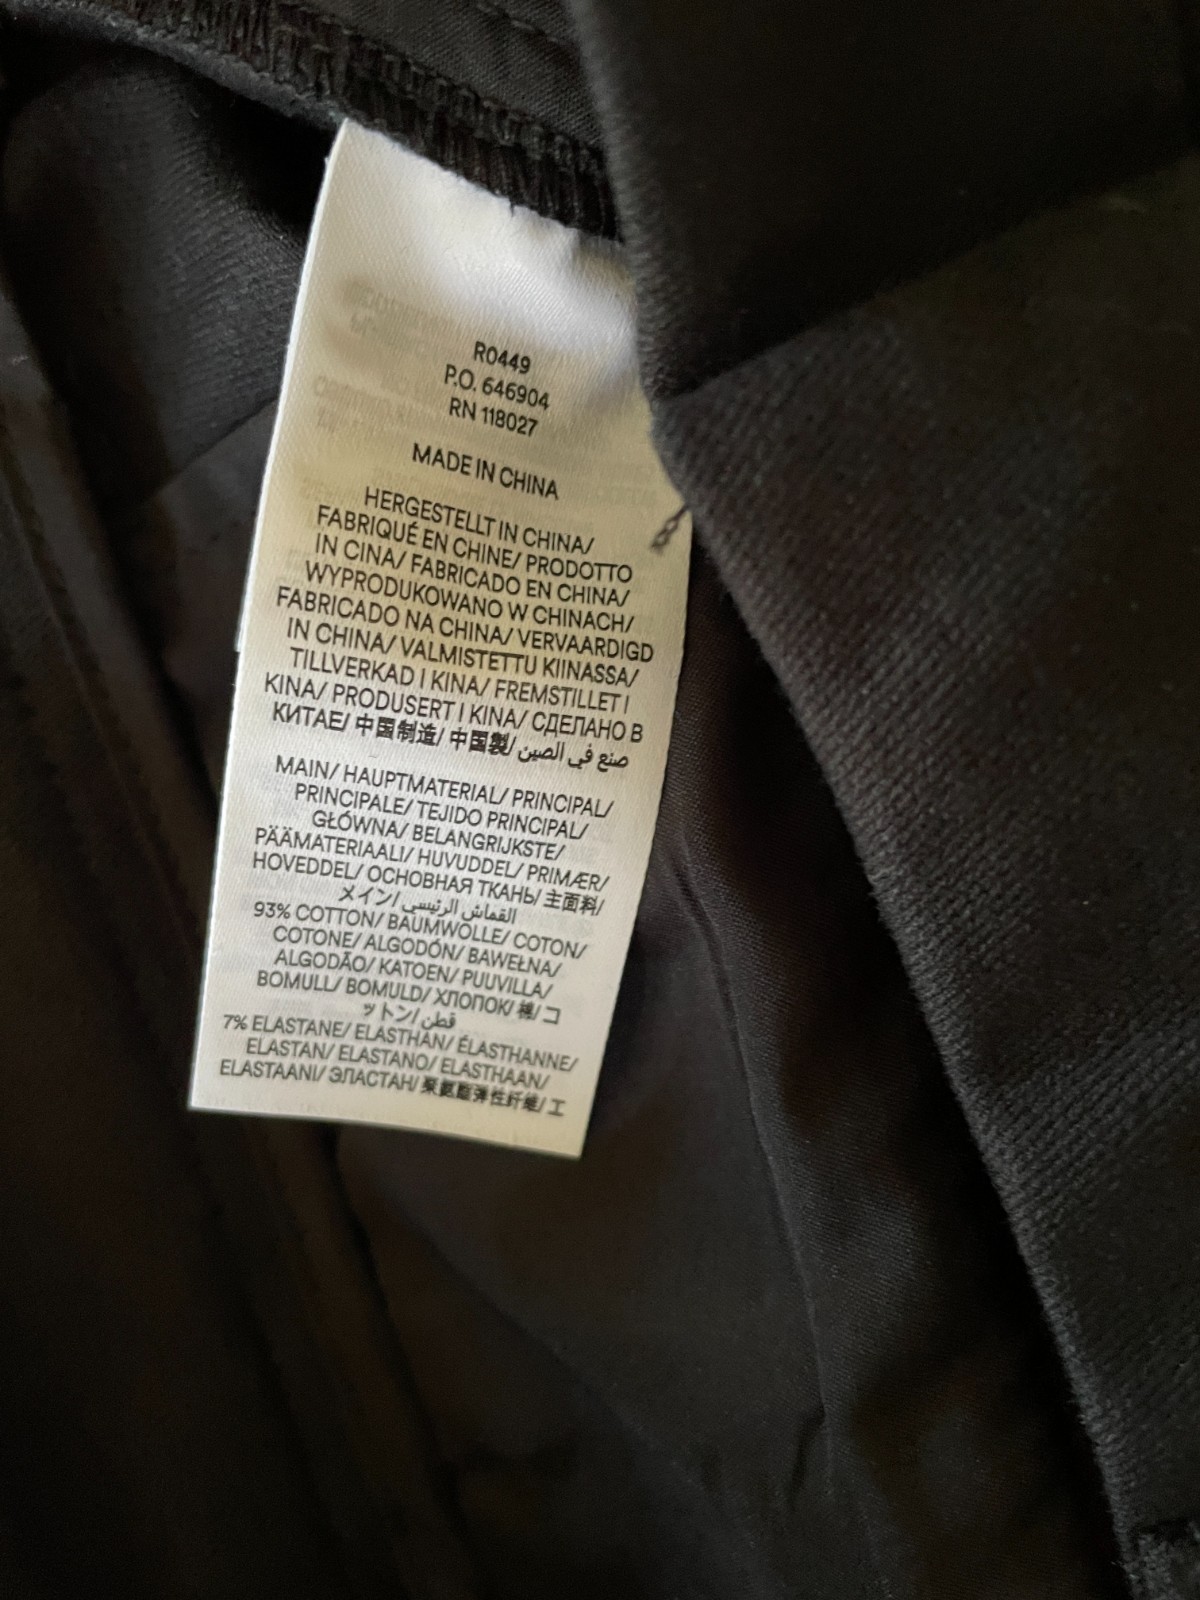 R0449
P.O. 646904
RN 118027
MADE IN CHINA
HERGESTELLT IN CHINA/
FABRIQUÉ EN CHINE/ PRODOTTO
IN CINA/ FABRICADO EN CHINA/
WYPRODUKOWANO W CHINACH/
FABRICADO NA CHINA/ VERVAARDIGD
IN CHINA/ VALMISTETTU KIINASSA/
TILLVERKAD I KINA/ FREMSTILLET I
KINA/ PRODUSERT I KINA/ СДЕЛАНО В
КИТАЕ/ 中国制造/ 中国製/ صنع في الصين
MAIN/ HAUPTMATERIAL/ PRINCIPAL/
PRINCIPALE/ TEJIDO PRINCIPAL/
GŁÓWNA/ BELANGRIJKSTE/
PÄÄMATERIAALI/ HUVUDDEL/ PRIMÆR/
HOVEDDEL/ ОСНОВНАЯ ТКАНЬ/ 主面料/
メイン/ القماش الرئيسي
93% COTTON/ BAUMWOLLE/ COTON/
COTONE/ ALGODÓN/ BAWEŁNA/
ALGODÃO/ KATOEN/ PUUVILLA/
BOMULL/ BOMULD/ ХЛОПОК/ 棉/ コ
ットン/ قطن
7% ELASTANE/ ELASTHAN/ ÉLASTHANNE/
ELASTAN/ ELASTANO/ ELASTHAAN/
ELASTAANI/ ЭЛАСТАН/ 聚氨酯弹性纤维/ エ